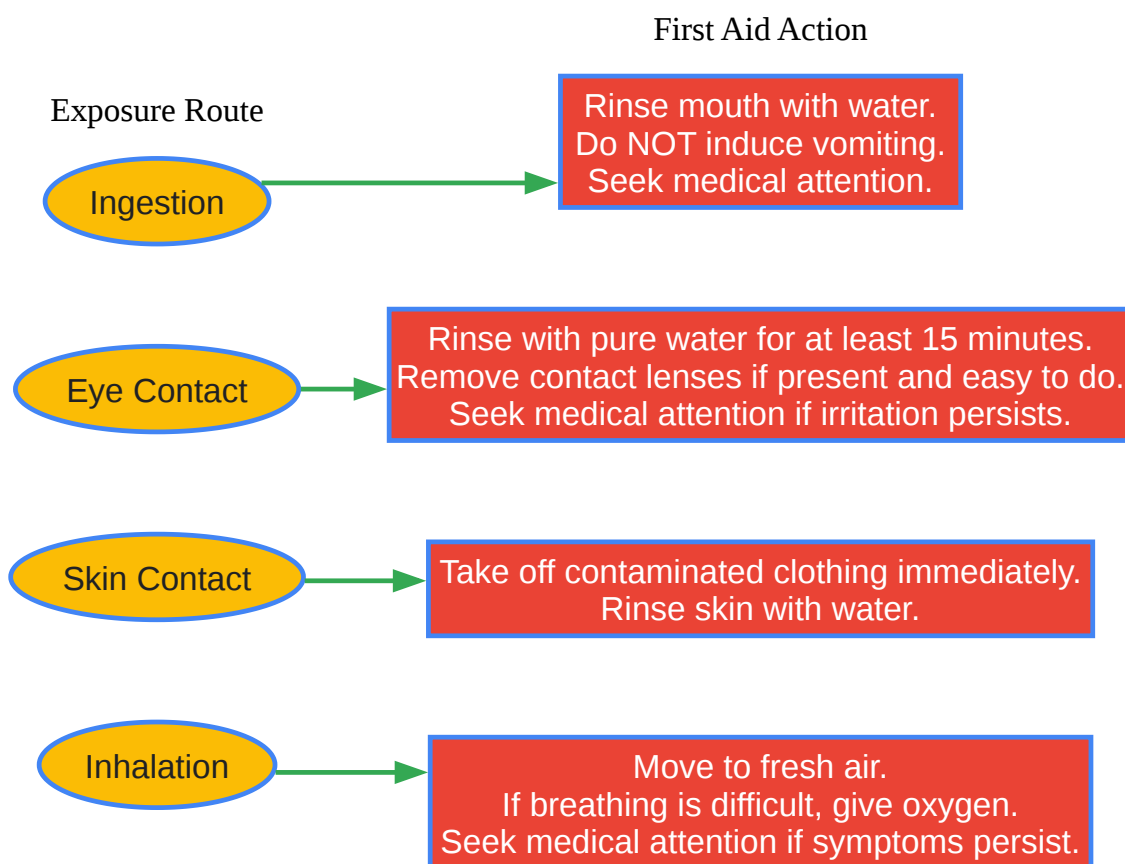 First Aid Action
Exposure Route
Rinse mouth with water.
Do NOT induce vomiting.
Seek medical attention.
Ingestion
Rinse with pure water for at least 15 minutes.
Remove contact lenses if present and easy to do.
Seek medical attention if irritation persists.
Eye Contact
Take off contaminated clothing immediately.
Rinse skin with water.
Skin Contact
Move to fresh air.
If breathing is difficult, give oxygen.
Seek medical attention if symptoms persist.
Inhalation